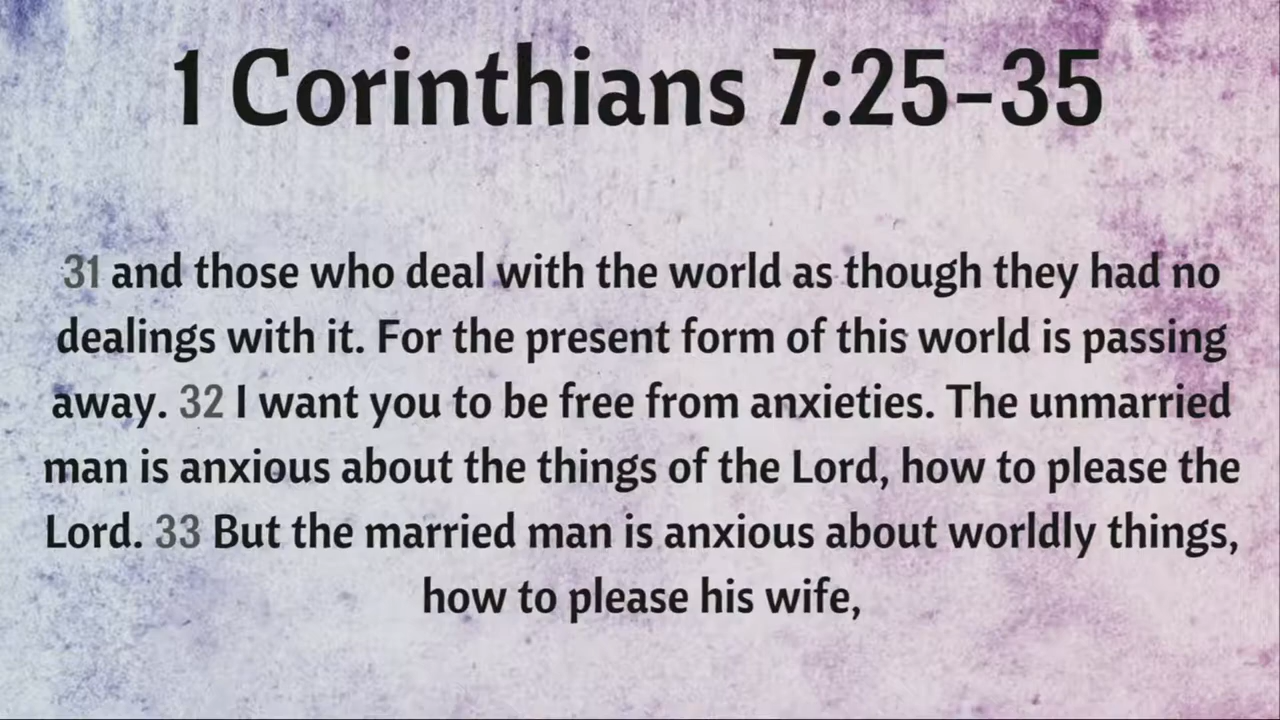 1 Corinthians 7:25–35
31 and those who deal with the world as though they had no
dealings with it. For the present form of this world is passing
away. 32 I want you to be free from anxieties. The unmarried
man is anxious about the things of the Lord, how to please the
Lord. 33 But the married man is anxious about worldly things,
how to please his wife,